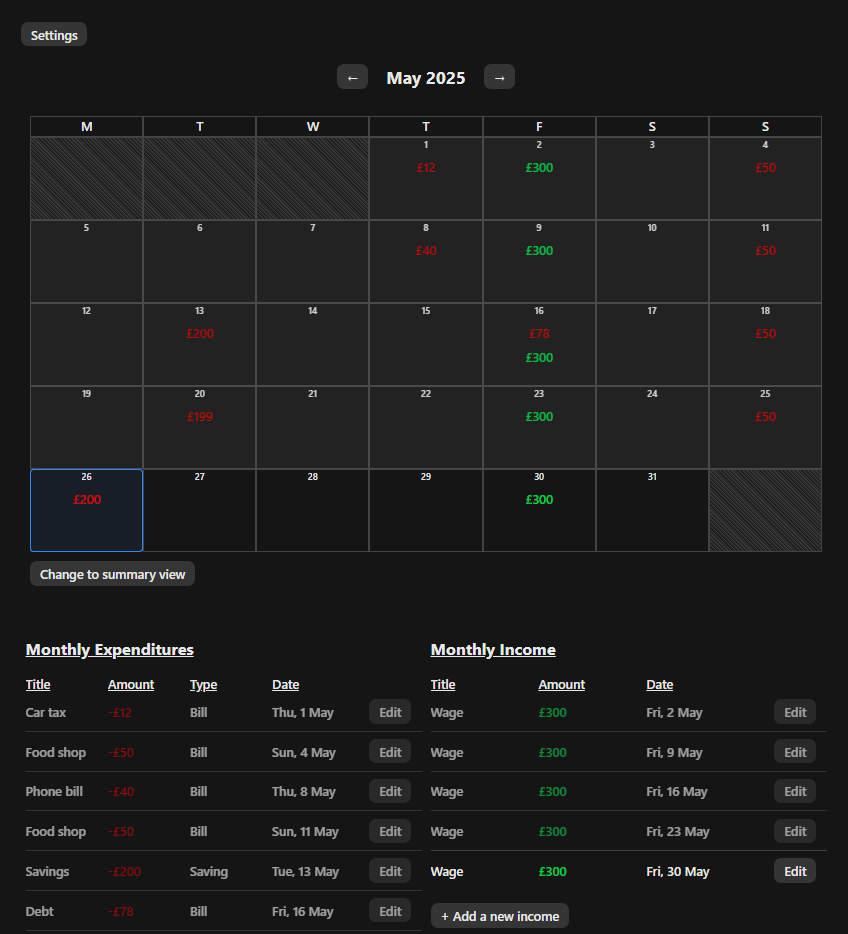 Settings
← May 2025 →
M T W T F S S
1 2 3 4
£12 £300 £50
5 6 7 8 9 10 11
£40 £300 £50
12 13 14 15 16 17 18
£200 £78 £50
£300
19 20 21 22 23 24 25
£199 £300 £50
26 27 28 29 30 31
£200 £300
Change to summary view
Monthly Expenditures
Title Amount Type Date
Car tax -£12 Bill Thu, 1 May Edit
Food shop -£50 Bill Sun, 4 May Edit
Phone bill -£40 Bill Thu, 8 May Edit
Food shop -£50 Bill Sun, 11 May Edit
Savings -£200 Saving Tue, 13 May Edit
Debt -£78 Bill Fri, 16 May Edit
Monthly Income
Title Amount Date
Wage £300 Fri, 2 May Edit
Wage £300 Fri, 9 May Edit
Wage £300 Fri, 16 May Edit
Wage £300 Fri, 23 May Edit
Wage £300 Fri, 30 May Edit
+ Add a new income